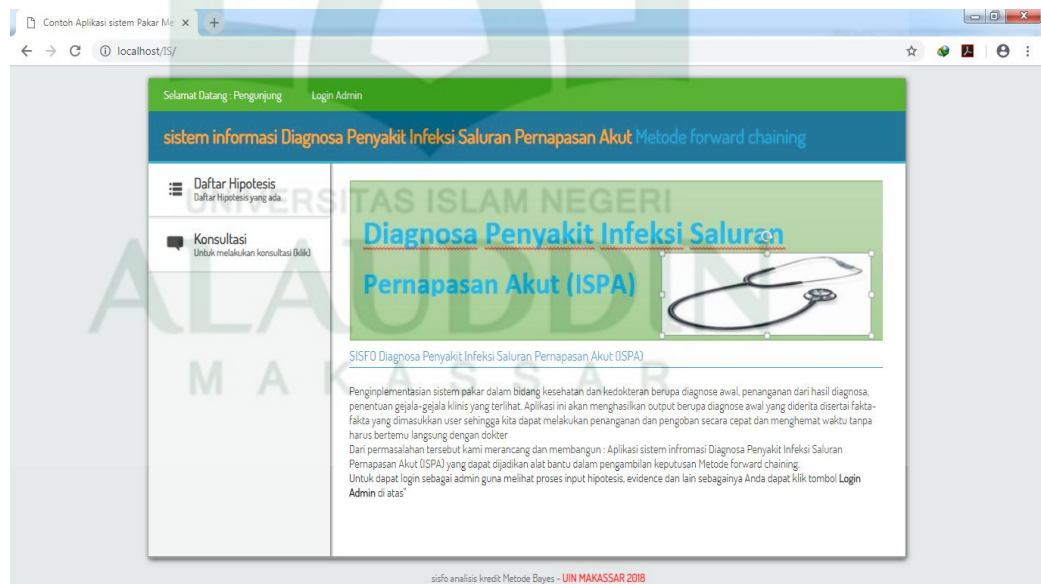 Contoh Aplikasi sistem Pakar Me
localhost/IS/
Selamat Datang : Pengunjung Login Admin
sistem informasi Diagnosa Penyakit Infeksi Saluran Pernapasan Akut Metode forward chaining
Daftar Hipotesis
Daftar Hipotesis yang ada
Konsultasi
Untuk melakukan konsultasi (klik)
UNIVERSITAS ISLAM NEGERI
ALAUDDIN
MAKASSAR
Diagnosa Penyakit Infeksi Saluran
Pernapasan Akut (ISPA)
SISFO Diagnosa Penyakit Infeksi Saluran Pernapasan Akut (ISPA)
Penginplementasian sistem pakar dalam bidang kesehatan dan kedokteran berupa diagnose awal, penanganan dari hasil diagnosa,
penentuan gejala-gejala klinis yang terlihat. Aplikasi ini akan menghasilkan output berupa diagnose awal yang diderita disertai fakta-
fakta yang dimasukkan user sehingga kita dapat melakukan penanganan dan pengoban secara cepat dan menghemat waktu tanpa
harus bertemu langsung dengan dokter
Dari permasalahan tersebut kami merancang dan membangun : Aplikasi sistem infromasi Diagnosa Penyakit Infeksi Saluran
Pernapasan Akut (ISPA) yang dapat dijadikan alat bantu dalam pengambilan keputusan Metode forward chaining.
Untuk dapat login sebagai admin guna melihat proses input hipotesis, evidence dan lain sebagainya Anda dapat klik tombol Login
Admin di atas"
sisfo analisis kredit Metode Bayes - UIN MAKASSAR 2018